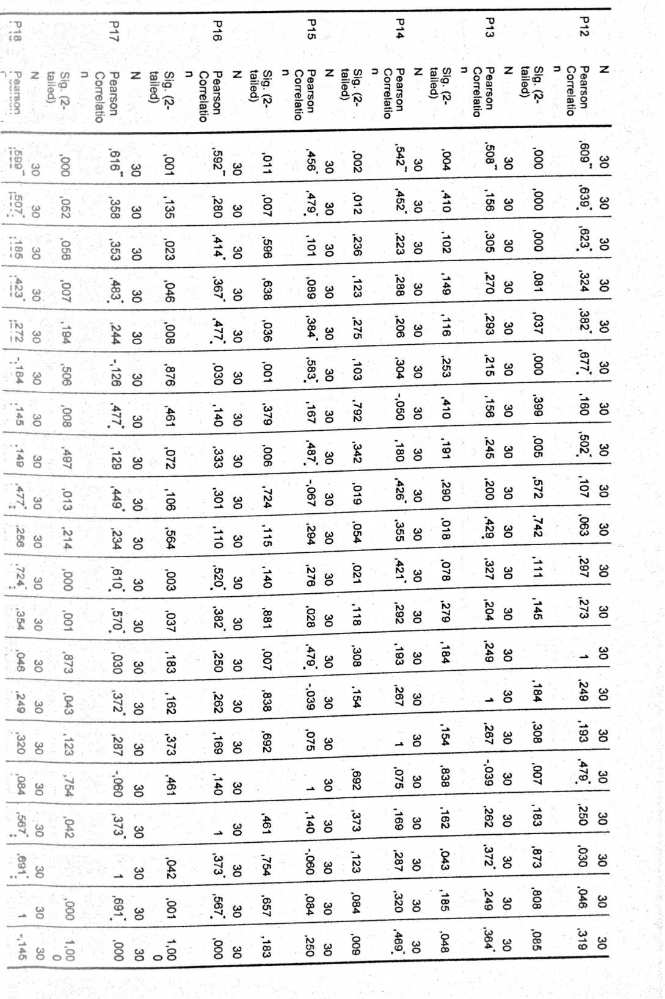 N 30 30 30 30 30 30 30 30 30 30 30 30 30 30 30 30 30 30 30 30
P12 Pearson Correlatio ,609** ,639** ,623** ,324 ,382* ,677** ,160 ,502** ,107 ,063 ,297 ,273 1 ,249 ,193 ,479** ,250 ,030 ,046 ,319
n
Sig. (2- ,000 ,000 ,000 ,081 ,037 ,000 ,399 ,005 ,572 ,742 ,111 ,145 ,184 ,308 ,007 ,183 ,873 ,808 ,085
tailed)
N 30 30 30 30 30 30 30 30 30 30 30 30 30 30 30 30 30 30 30 30
P13 Pearson Correlatio ,508** ,156 ,305 ,270 ,293 ,215 ,156 ,245 ,200 ,429* ,327 ,204 ,249 1 ,267 -,039 ,262 ,372* ,249 ,364*
n
Sig. (2- ,004 ,410 ,102 ,149 ,116 ,253 ,410 ,191 ,290 ,018 ,078 ,279 ,184 ,154 ,838 ,162 ,043 ,185 ,048
tailed)
N 30 30 30 30 30 30 30 30 30 30 30 30 30 30 30 30 30 30 30 30
P14 Pearson Correlatio ,542** ,452* ,223 ,288 ,206 ,304 -,050 ,180 ,426* ,355 ,421* ,292 ,193 ,267 1 ,075 ,169 ,287 ,320 ,469**
n
Sig. (2- ,002 ,012 ,236 ,123 ,275 ,103 ,792 ,342 ,019 ,054 ,021 ,118 ,308 ,154 ,692 ,373 ,123 ,084 ,009
tailed)
N 30 30 30 30 30 30 30 30 30 30 30 30 30 30 30 30 30 30 30 30
P15 Pearson Correlatio ,456* ,479** ,101 ,089 ,384* ,583** ,167 ,487** -,067 ,294 ,276 ,028 ,479** -,039 ,075 1 ,140 -,060 ,084 ,250
n
Sig. (2- ,011 ,007 ,596 ,638 ,036 ,001 ,379 ,006 ,724 ,115 ,140 ,881 ,007 ,838 ,692 ,461 ,754 ,657 ,183
tailed)
N 30 30 30 30 30 30 30 30 30 30 30 30 30 30 30 30 30 30 30 30
P16 Pearson Correlatio ,592** ,280 ,414* ,367* ,477** ,030 ,140 ,333 ,301 ,110 ,520** ,382* ,250 ,262 ,169 ,140 1 ,373* ,567** ,000
n
Sig. (2- ,001 ,135 ,023 ,046 ,008 ,876 ,461 ,072 ,106 ,564 ,003 ,037 ,183 ,162 ,373 ,461 ,042 ,001 1,00
tailed) 0
N 30 30 30 30 30 30 30 30 30 30 30 30 30 30 30 30 30 30 30 30
P17 Pearson Correlatio ,616** ,358 ,353 ,483** ,244 -,126 ,477** ,129 ,449* ,234 ,610** ,570** ,030 ,372* ,287 -,060 ,373* 1 ,691** ,000
n
Sig. (2- ,000 ,052 ,056 ,007 ,194 ,506 ,008 ,497 ,013 ,214 ,000 ,001 ,873 ,043 ,123 ,754 ,042 ,000 1,00
tailed) 0
N 30 30 30 30 30 30 30 30 30 30 30 30 30 30 30 30 30 30 30 30
P18 Pearson ,599** ,507** ,185 ,423* ,272 -,184 ,145 ,149 ,477** ,256 ,724** ,354 ,046 ,249 ,320 ,084 ,567** ,691** 1 -,145